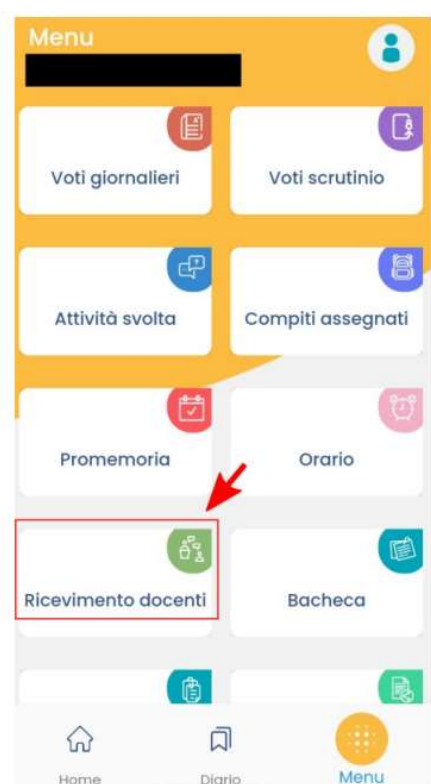 Menu
Voti giornalieri
Voti scrutinio
Attività svolta
Compiti assegnati
Promemoria
Orario
Ricevimento docenti
Bacheca
Home
Diario
Menu